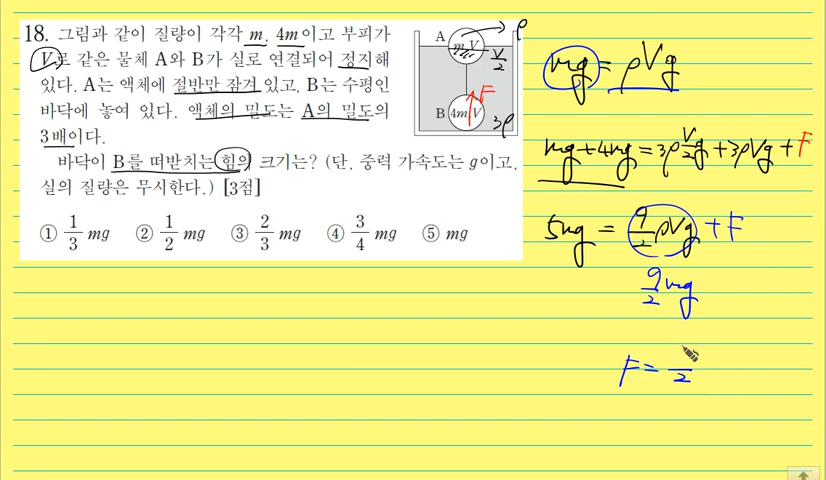 18. 그림과 같이 질량이 각각 m, 4m이고 부피가
V로 같은 물체 A와 B가 실로 연결되어 정지해
있다. A는 액체에 절반만 잠겨 있고, B는 수평인
바닥에 놓여 있다. 액체의 밀도는 A의 밀도의
3배이다.
바닥이 B를 떠받치는 힘의 크기는? (단, 중력 가속도는 g이고,
실의 질량은 무시한다.) [3점]
① 1/3 mg ② 1/2 mg ③ 2/3 mg ④ 3/4 mg ⑤ mg
A m V ρ
V/2
F
B 4m V 3ρ
mg = ρVg
mg+4mg = 3ρ V/2 g + 3ρVg + F
5mg = 9/2 ρVg + F
9/2 mg
F = /2